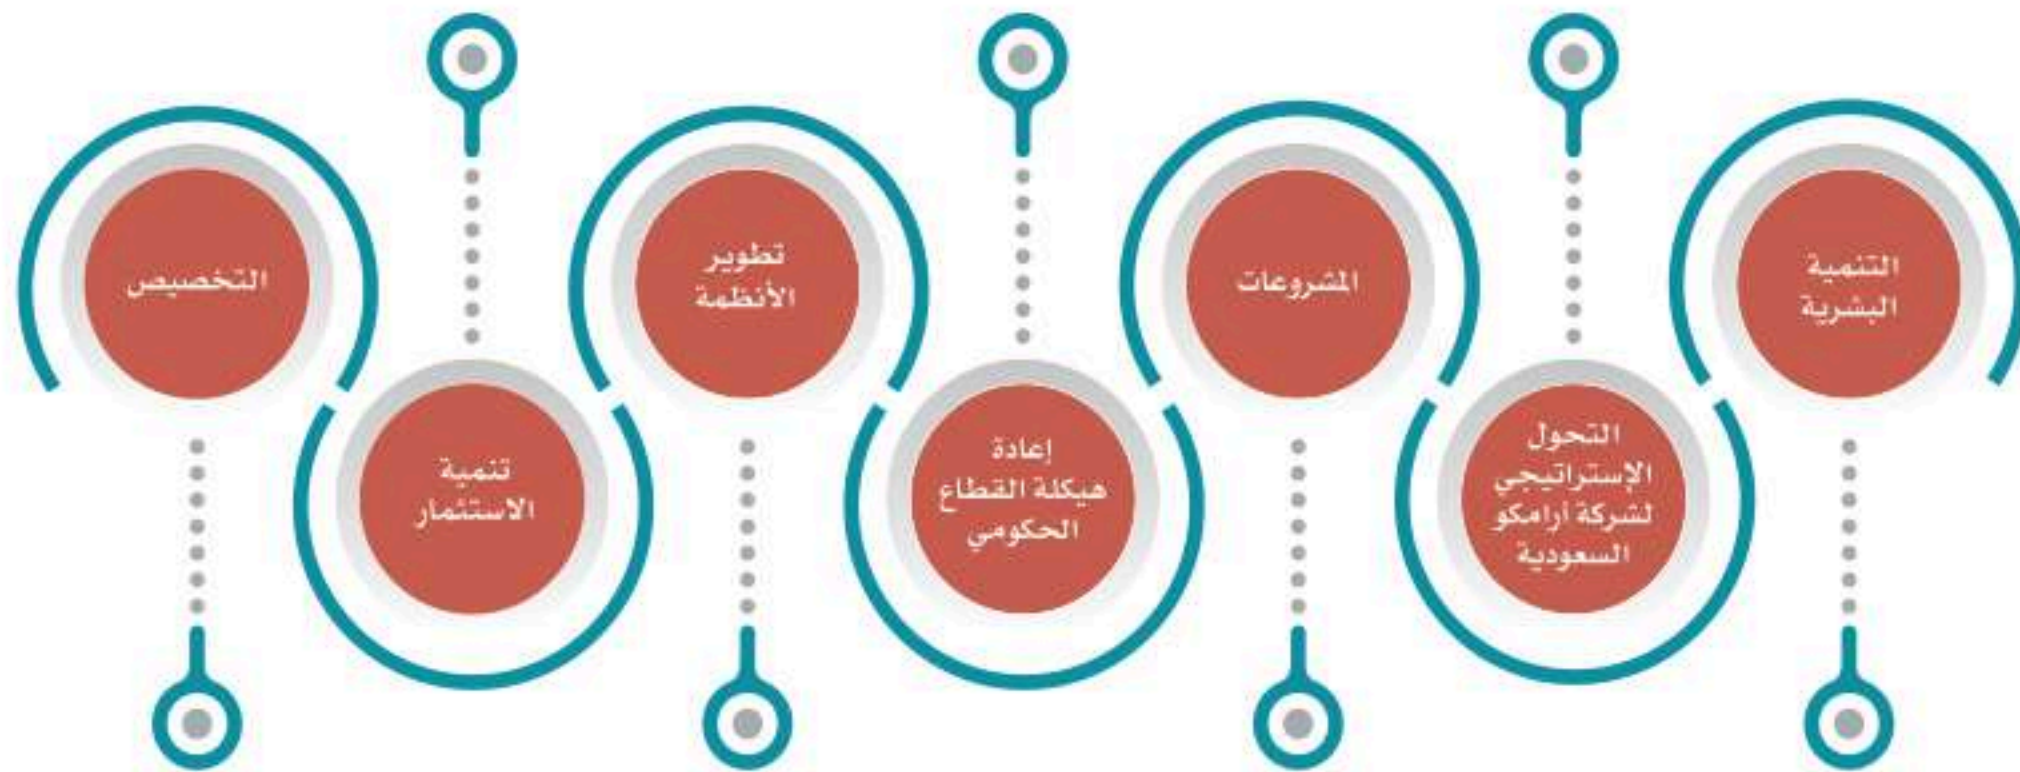 التنمية
البشرية
التحول
الإستراتيجي
لشركة أرامكو
السعودية
المشروعات
إعادة
هيكلة القطاع
الحكومي
تطوير
الأنظمة
تنمية
الاستثمار
التخصيص